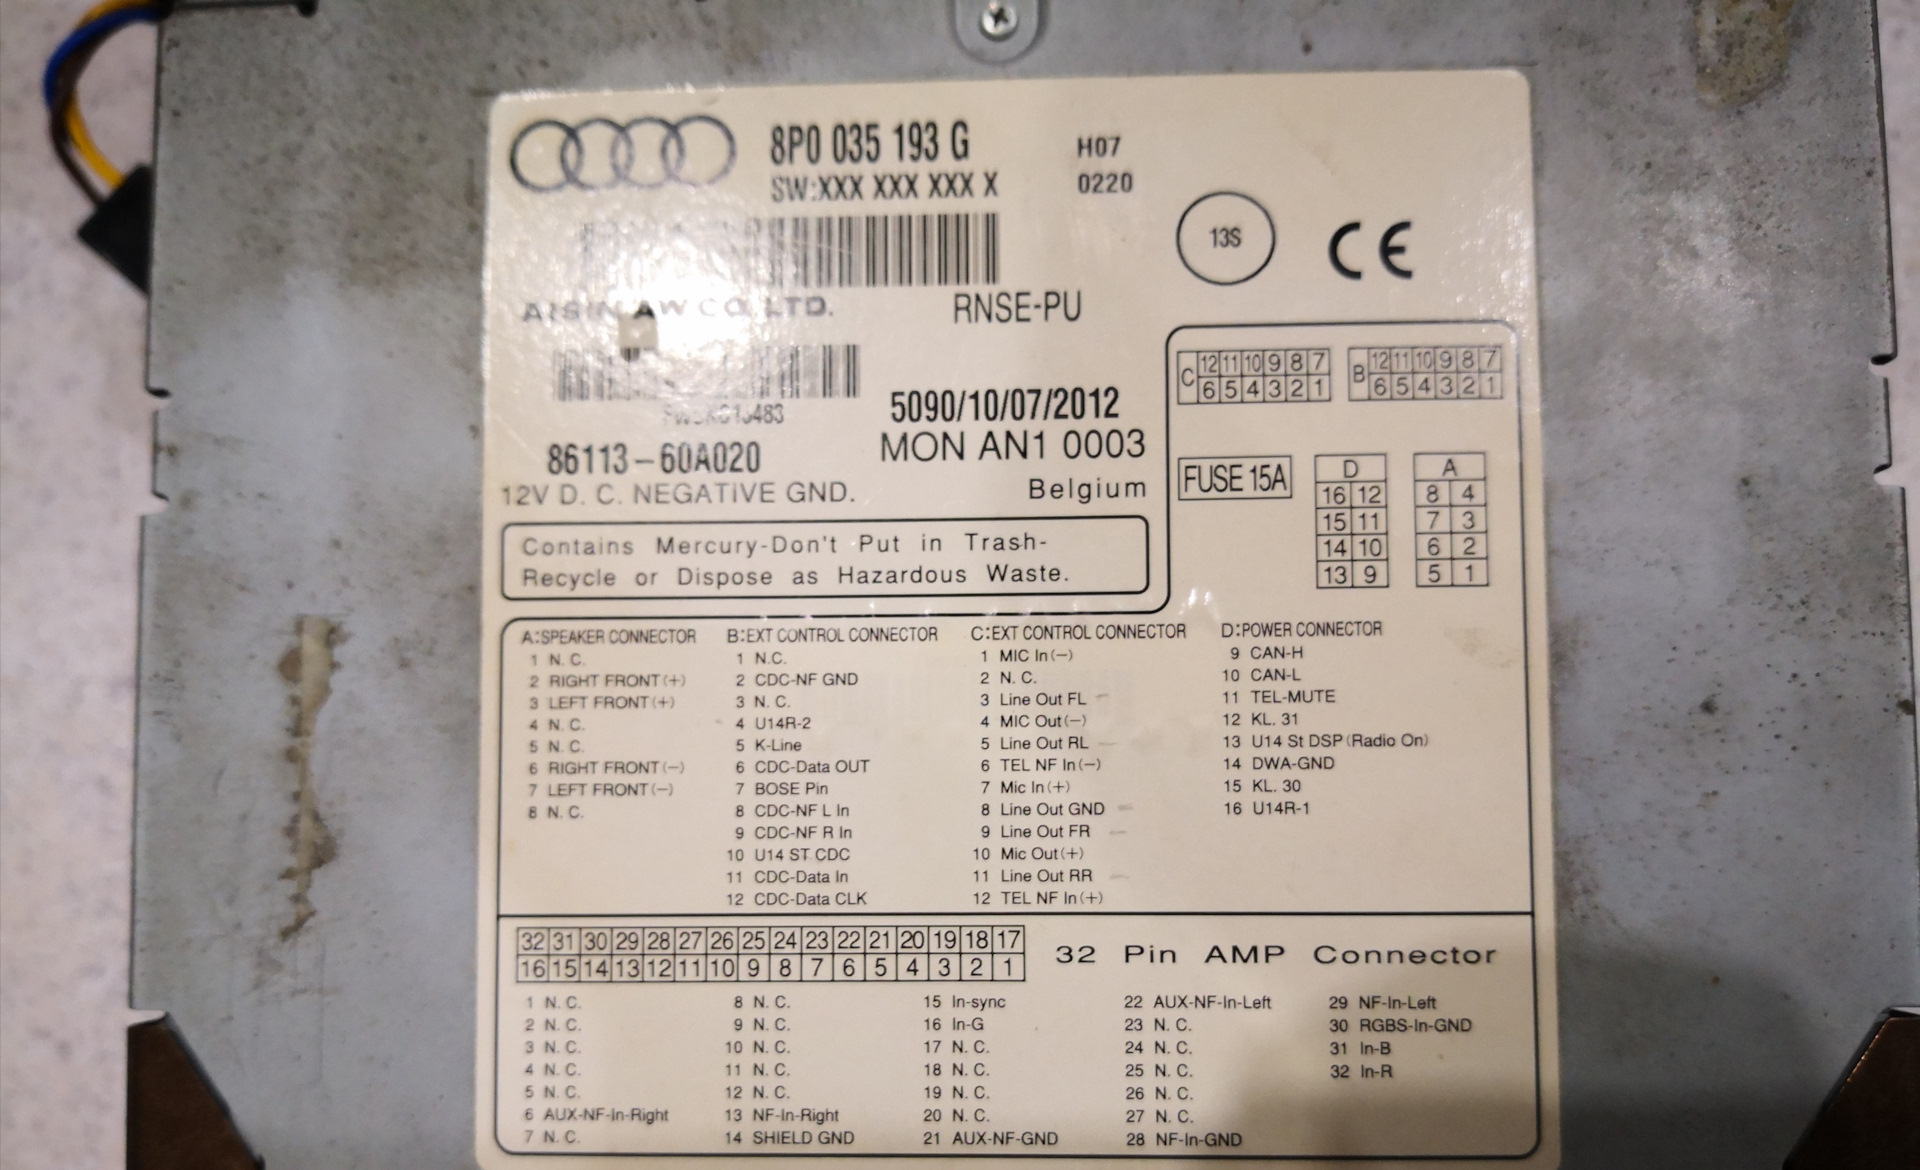 8P0 035 193 G
H07
SW:XXX XXX XXX X
0220
13S
CE
AISIN AW CO. LTD.
RNSE-PU
5090/10/07/2012
MON AN1 0003
86113-60A020
12V D. C. NEGATIVE GND.
Belgium
Contains Mercury-Don't Put in Trash-
Recycle or Dispose as Hazardous Waste.
C 12 11 10 9 8 7
6 5 4 3 2 1
B 12 11 10 9 8 7
6 5 4 3 2 1
FUSE 15A
D
16 12
15 11
14 10
13 9
A
8 4
7 3
6 2
5 1
A:SPEAKER CONNECTOR
1 N. C.
2 RIGHT FRONT(+)
3 LEFT FRONT(+)
4 N. C.
5 N. C.
6 RIGHT FRONT(-)
7 LEFT FRONT(-)
8 N. C.
B:EXT CONTROL CONNECTOR
1 N.C.
2 CDC-NF GND
3 N. C.
4 U14R-2
5 K-Line
6 CDC-Data OUT
7 BOSE Pin
8 CDC-NF L In
9 CDC-NF R In
10 U14 ST CDC
11 CDC-Data In
12 CDC-Data CLK
C:EXT CONTROL CONNECTOR
1 MIC In(-)
2 N. C.
3 Line Out FL
4 MIC Out(-)
5 Line Out RL
6 TEL NF In(-)
7 Mic In(+)
8 Line Out GND
9 Line Out FR
10 Mic Out(+)
11 Line Out RR
12 TEL NF In(+)
D:POWER CONNECTOR
9 CAN-H
10 CAN-L
11 TEL-MUTE
12 KL. 31
13 U14 St DSP(Radio On)
14 DWA-GND
15 KL. 30
16 U14R-1
32 31 30 29 28 27 26 25 24 23 22 21 20 19 18 17
16 15 14 13 12 11 10 9 8 7 6 5 4 3 2 1
32 Pin AMP Connector
1 N. C.
2 N. C.
3 N. C.
4 N. C.
5 N. C.
6 AUX-NF-In-Right
7 N. C.
8 N. C.
9 N. C.
10 N. C.
11 N. C.
12 N. C.
13 NF-In-Right
14 SHIELD GND
15 In-sync
16 In-G
17 N. C.
18 N. C.
19 N. C.
20 N. C.
21 AUX-NF-GND
22 AUX-NF-In-Left
23 N. C.
24 N. C.
25 N. C.
26 N. C.
27 N. C.
28 NF-In-GND
29 NF-In-Left
30 RGBS-In-GND
31 In-B
32 In-R